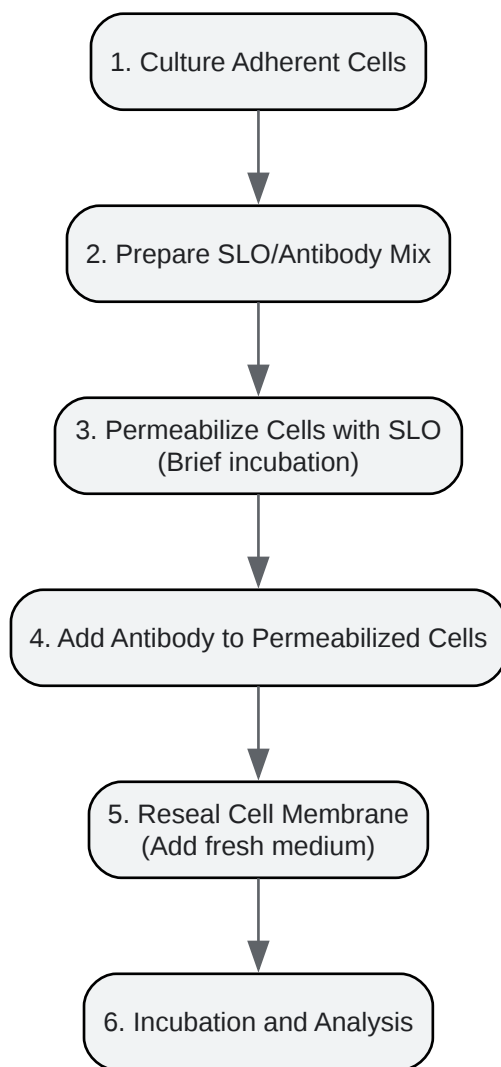 1. Culture Adherent Cells
2. Prepare SLO/Antibody Mix
3. Permeabilize Cells with SLO
(Brief incubation)
4. Add Antibody to Permeabilized Cells
5. Reseal Cell Membrane
(Add fresh medium)
6. Incubation and Analysis